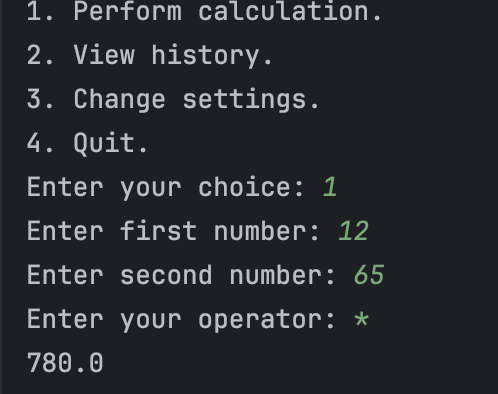 1. Perform calculation.
2. View history.
3. Change settings.
4. Quit.
Enter your choice: 1
Enter first number: 12
Enter second number: 65
Enter your operator: *
780.0